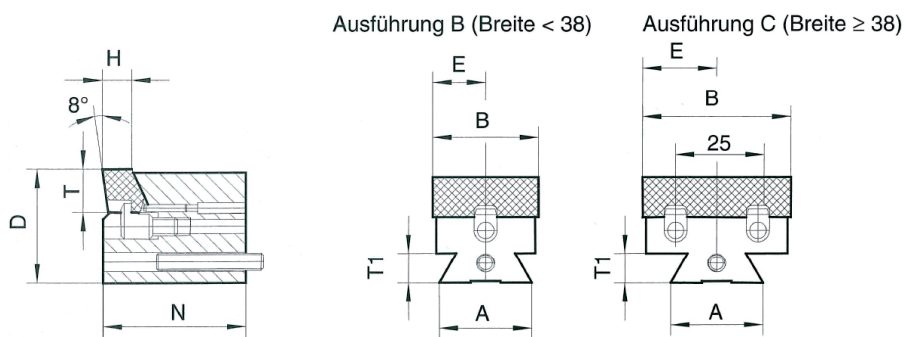 Ausführung B (Breite < 38)
Ausführung C (Breite ≥ 38)
H
8°
T
D
N
E
B
T1
A
E
B
25
T1
A